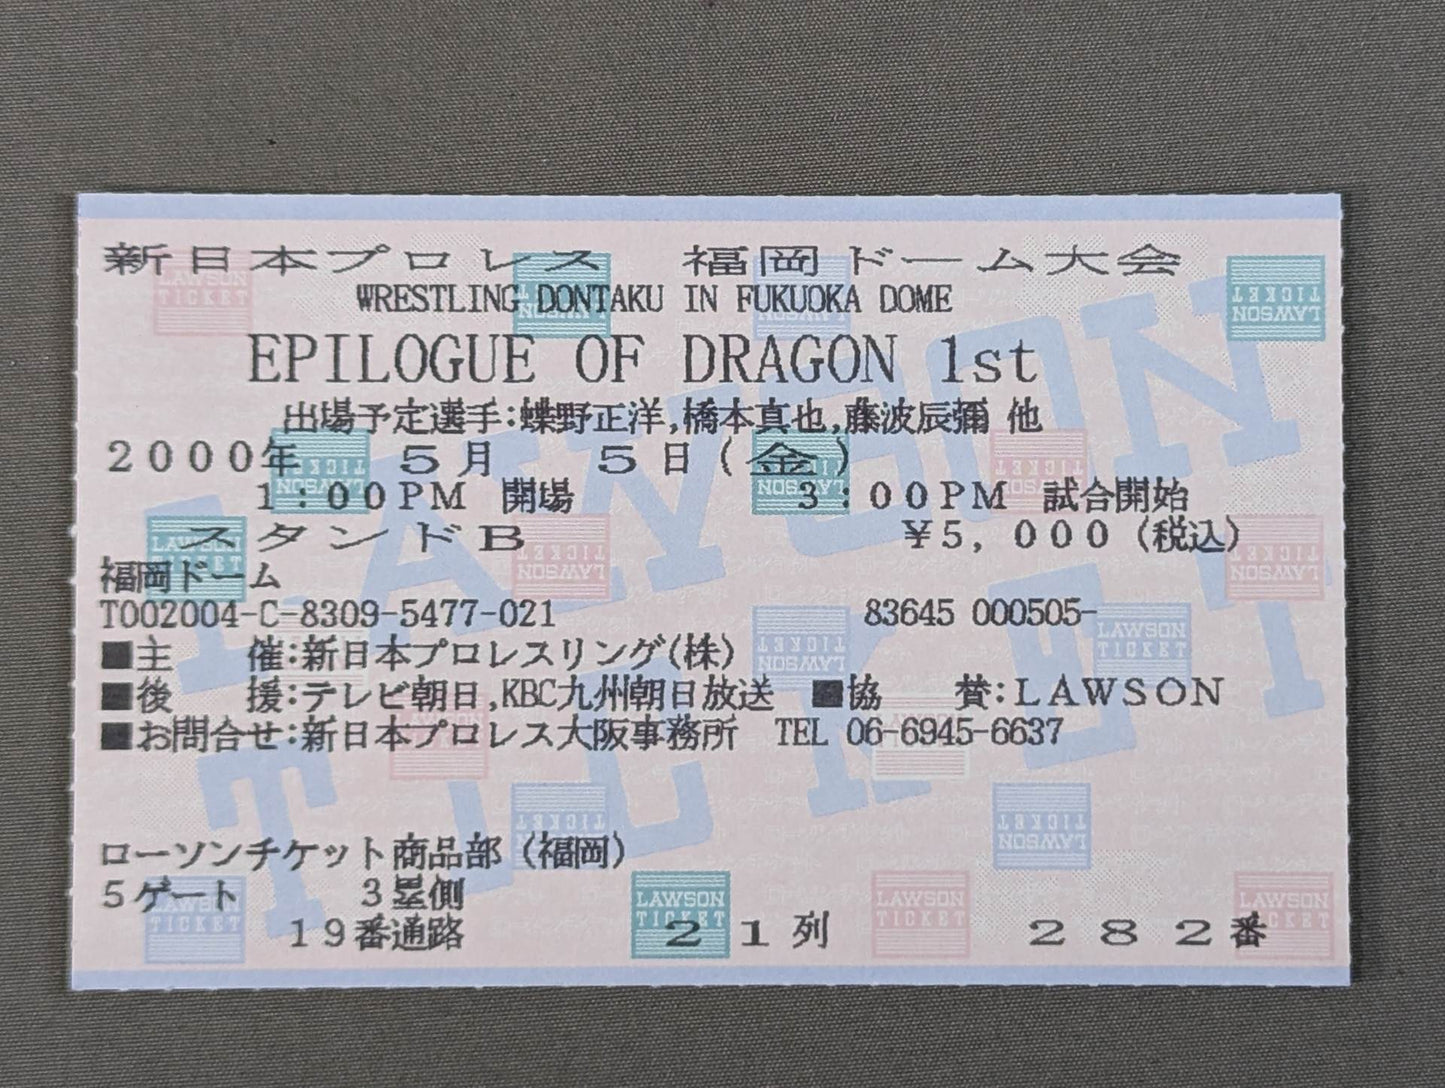 新日本プロレス 福岡ドーム大会
WRESTLING DONTAKU IN FUKUOKA DOME
EPILOGUE OF DRAGON 1st
出場予定選手:蝶野正洋,橋本真也,藤波辰彌 他
2000年 5月 5日(金)
1:00PM 開場 3:00PM 試合開始
スタンドB ¥5,000(税込)
福岡ドーム
T002004-C-8309-5477-021 83645 000505-
■主 催:新日本プロレスリング(株)
■後 援:テレビ朝日,KBC九州朝日放送 ■協 賛:LAWSON
■お問合せ:新日本プロレス大阪事務所 TEL 06-6945-6637
ローソンチケット商品部(福岡)
5ゲート 3塁側
19番通路 21列 282番
LAWSON TICKET